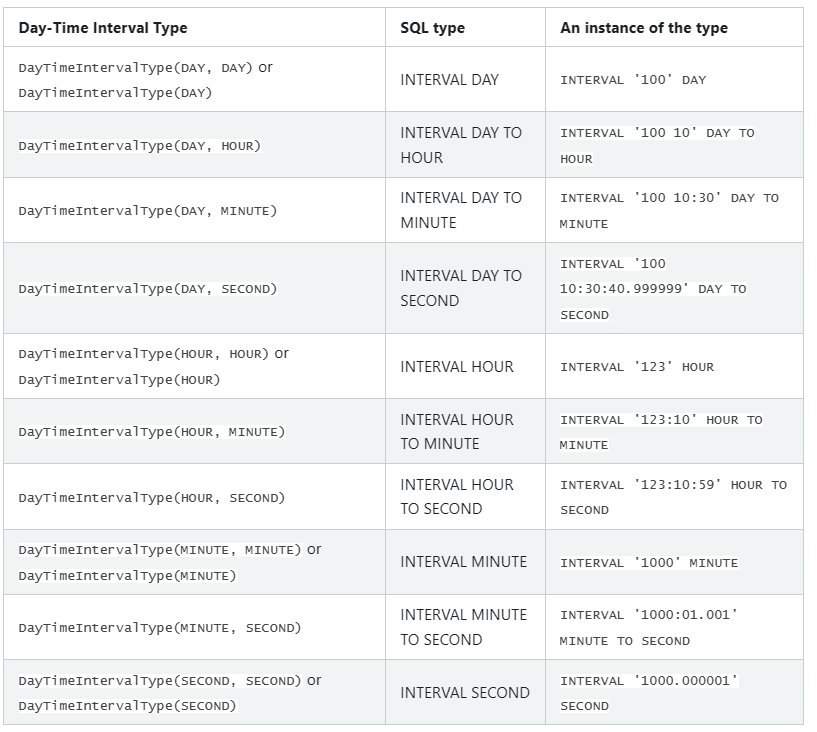 Day-Time Interval Type
SQL type
An instance of the type
DayTimeIntervalType(DAY, DAY) or
DayTimeIntervalType(DAY)
INTERVAL DAY
INTERVAL '100' DAY
DayTimeIntervalType(DAY, HOUR)
INTERVAL DAY TO
HOUR
INTERVAL '100 10' DAY TO
HOUR
DayTimeIntervalType(DAY, MINUTE)
INTERVAL DAY TO
MINUTE
INTERVAL '100 10:30' DAY TO
MINUTE
DayTimeIntervalType(DAY, SECOND)
INTERVAL DAY TO
SECOND
INTERVAL '100
10:30:40.999999' DAY TO
SECOND
DayTimeIntervalType(HOUR, HOUR) or
DayTimeIntervalType(HOUR)
INTERVAL HOUR
INTERVAL '123' HOUR
DayTimeIntervalType(HOUR, MINUTE)
INTERVAL HOUR
TO MINUTE
INTERVAL '123:10' HOUR TO
MINUTE
DayTimeIntervalType(HOUR, SECOND)
INTERVAL HOUR
TO SECOND
INTERVAL '123:10:59' HOUR TO
SECOND
DayTimeIntervalType(MINUTE, MINUTE) or
DayTimeIntervalType(MINUTE)
INTERVAL MINUTE
INTERVAL '1000' MINUTE
DayTimeIntervalType(MINUTE, SECOND)
INTERVAL MINUTE
TO SECOND
INTERVAL '1000:01.001'
MINUTE TO SECOND
DayTimeIntervalType(SECOND, SECOND) or
DayTimeIntervalType(SECOND)
INTERVAL SECOND
INTERVAL '1000.000001'
SECOND